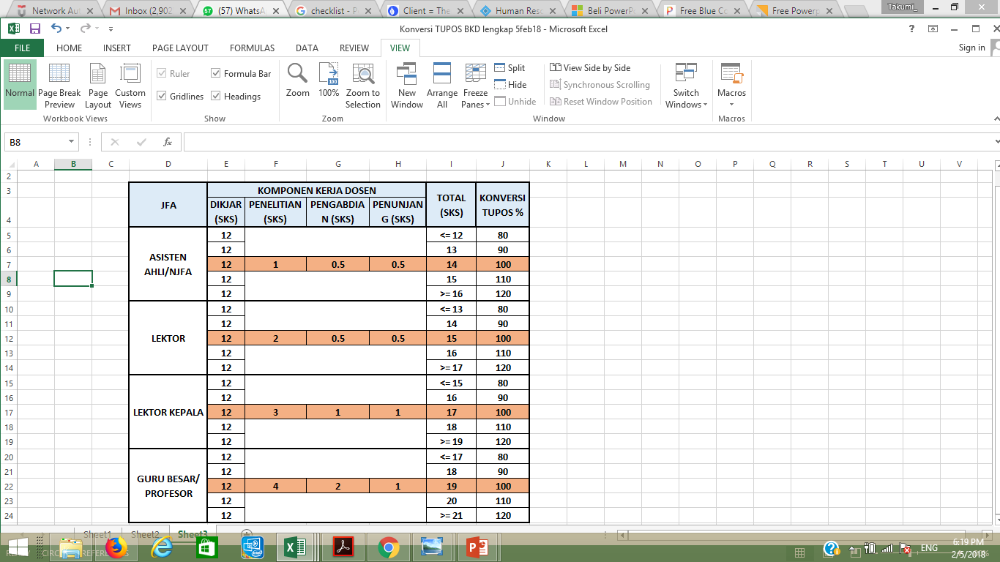 Network Aut
Inbox (2,902
(57) WhatsA
checklist - P
Client = The
Human Reso
Beli PowerP
Free Blue Co
Free Powerp
Takumi_
Konversi TUPOS BKD lengkap 5feb18 - Microsoft Excel
FILE HOME INSERT PAGE LAYOUT FORMULAS DATA REVIEW VIEW Sign in
Normal
Page Break Preview
Page Layout
Custom Views
Workbook Views
Ruler Formula Bar
Gridlines Headings
Show
Zoom
100%
Zoom to Selection
Zoom
New Window
Arrange All
Freeze Panes
Split
Hide
Unhide
View Side by Side
Synchronous Scrolling
Reset Window Position
Window
Switch Windows
Macros
Macros
B8
fx
A B C D E F G H I J K L M N O P Q R S T U V
2
3 JFA KOMPONEN KERJA DOSEN TOTAL (SKS) KONVERSI TUPOS %
4 DIKJAR (SKS) PENELITIAN (SKS) PENGABDIAN (SKS) PENUNJANG (SKS)
ASISTEN AHLI/NJFA
5 12 <= 12 80
6 12 13 90
7 12 1 0.5 0.5 14 100
8 12 15 110
9 12 >= 16 120
LEKTOR
10 12 <= 13 80
11 12 14 90
12 12 2 0.5 0.5 15 100
13 12 16 110
14 12 >= 17 120
LEKTOR KEPALA
15 12 <= 15 80
16 12 16 90
17 12 3 1 1 17 100
18 12 18 110
19 12 >= 19 120
GURU BESAR/ PROFESOR
20 12 <= 17 80
21 12 18 90
22 12 4 2 1 19 100
23 12 20 110
24 12 >= 21 120
Sheet1 Sheet2 Sheet3
ENG
6:19 PM
2/5/2018